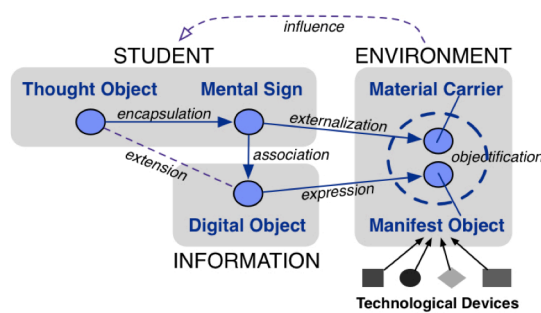 influence
STUDENT
ENVIRONMENT
Thought Object
Mental Sign
Material Carrier
encapsulation
externalization
extension
association
objectification
expression
Digital Object
Manifest Object
INFORMATION
Technological Devices